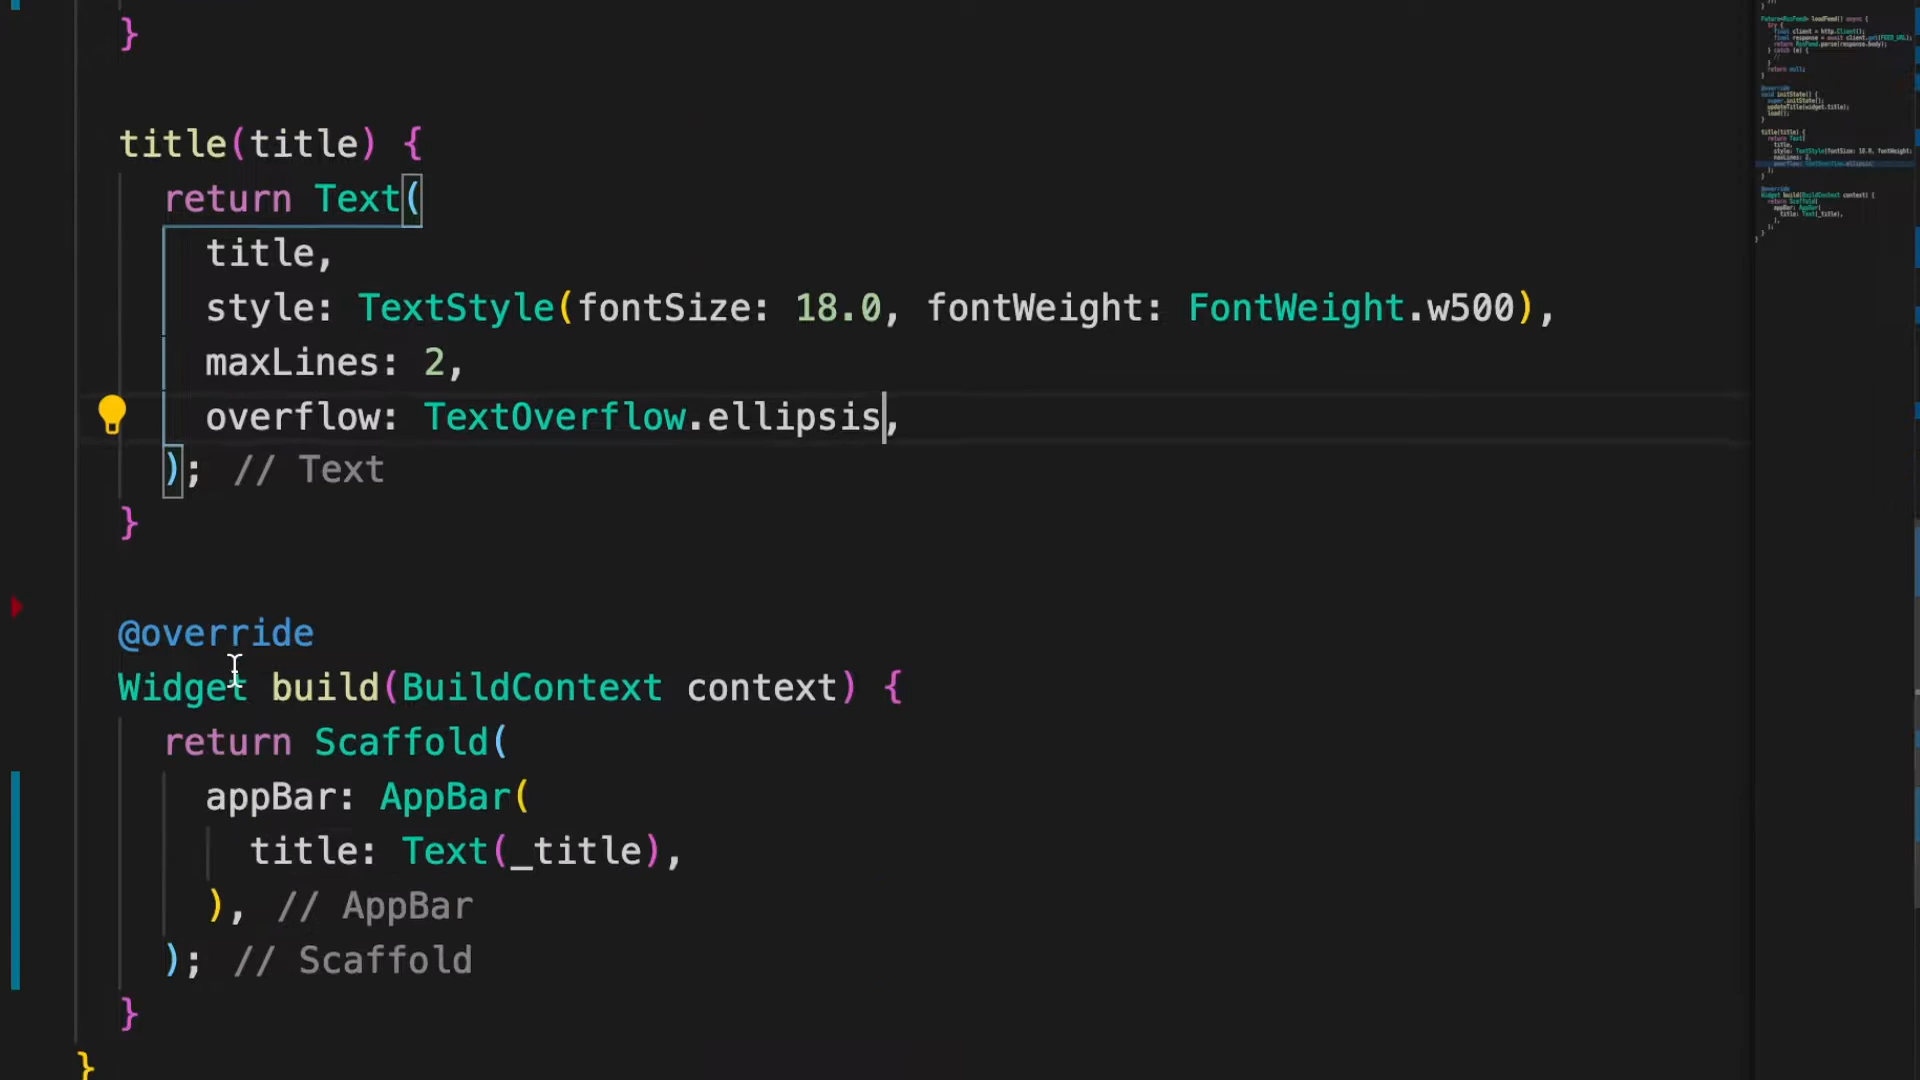 }
title(title) {
return Text(
title,
style: TextStyle(fontSize: 18.0, fontWeight: FontWeight.w500),
maxLines: 2,
overflow: TextOverflow.ellipsis,
); // Text
}
@override
Widget build(BuildContext context) {
return Scaffold(
appBar: AppBar(
title: Text(_title),
), // AppBar
); // Scaffold
}
}